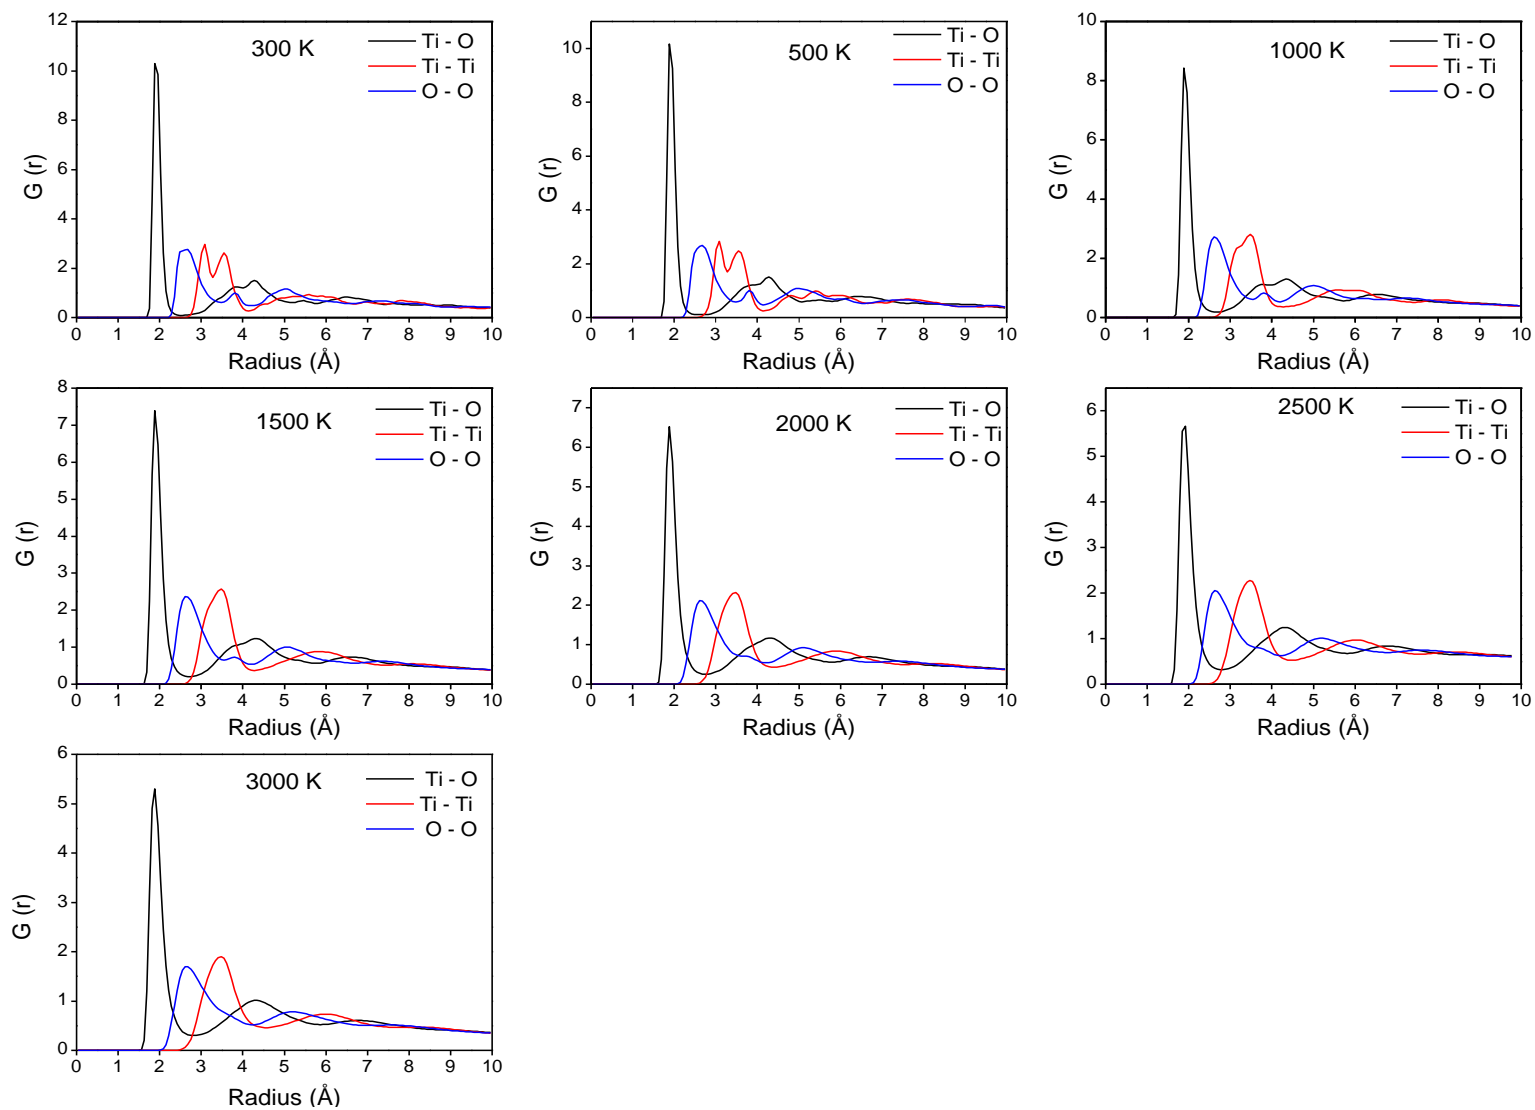 300 K
Ti - O
Ti - Ti
O - O
G (r)
12
10
8
6
4
2
0
0 1 2 3 4 5 6 7 8 9 10
Radius (Å)
500 K
Ti - O
Ti - Ti
O - O
G (r)
10
8
6
4
2
0
0 1 2 3 4 5 6 7 8 9 10
Radius (Å)
1000 K
Ti - O
Ti - Ti
O - O
G (r)
10
8
6
4
2
0
0 1 2 3 4 5 6 7 8 9 10
Radius (Å)
1500 K
Ti - O
Ti - Ti
O - O
G (r)
8
7
6
5
4
3
2
1
0
0 1 2 3 4 5 6 7 8 9 10
Radius (Å)
2000 K
Ti - O
Ti - Ti
O - O
G (r)
7
6
5
4
3
2
1
0
0 1 2 3 4 5 6 7 8 9 10
Radius (Å)
2500 K
Ti - O
Ti - Ti
O - O
G (r)
6
5
4
3
2
1
0
0 1 2 3 4 5 6 7 8 9 10
Radius (Å)
3000 K
Ti - O
Ti - Ti
O - O
G (r)
6
5
4
3
2
1
0
0 1 2 3 4 5 6 7 8 9 10
Radius (Å)